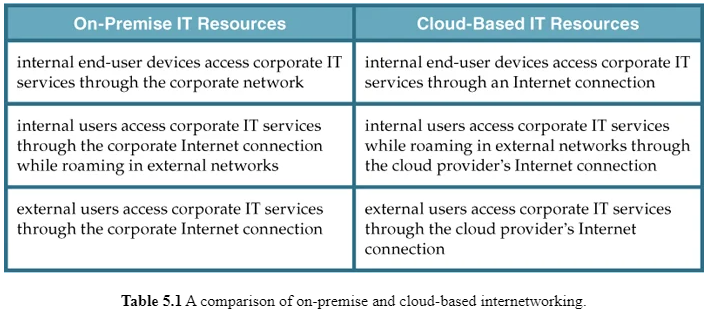 On-Premise IT Resources
Cloud-Based IT Resources
internal end-user devices access corporate IT
services through the corporate network
internal end-user devices access corporate IT
services through an Internet connection
internal users access corporate IT services
through the corporate Internet connection
while roaming in external networks
internal users access corporate IT services
while roaming in external networks through
the cloud provider's Internet connection
external users access corporate IT services
through the corporate Internet connection
external users access corporate IT services
through the cloud provider's Internet
connection
Table 5.1 A comparison of on-premise and cloud-based internetworking.